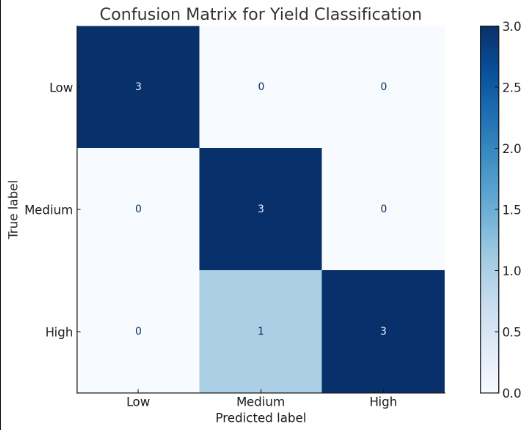 Confusion Matrix for Yield Classification
3.0
Low 3 0 0
2.5
2.0
True label
Medium 0 3 0
1.5
1.0
High 0 1 3
0.5
0.0
Low Medium High
Predicted label